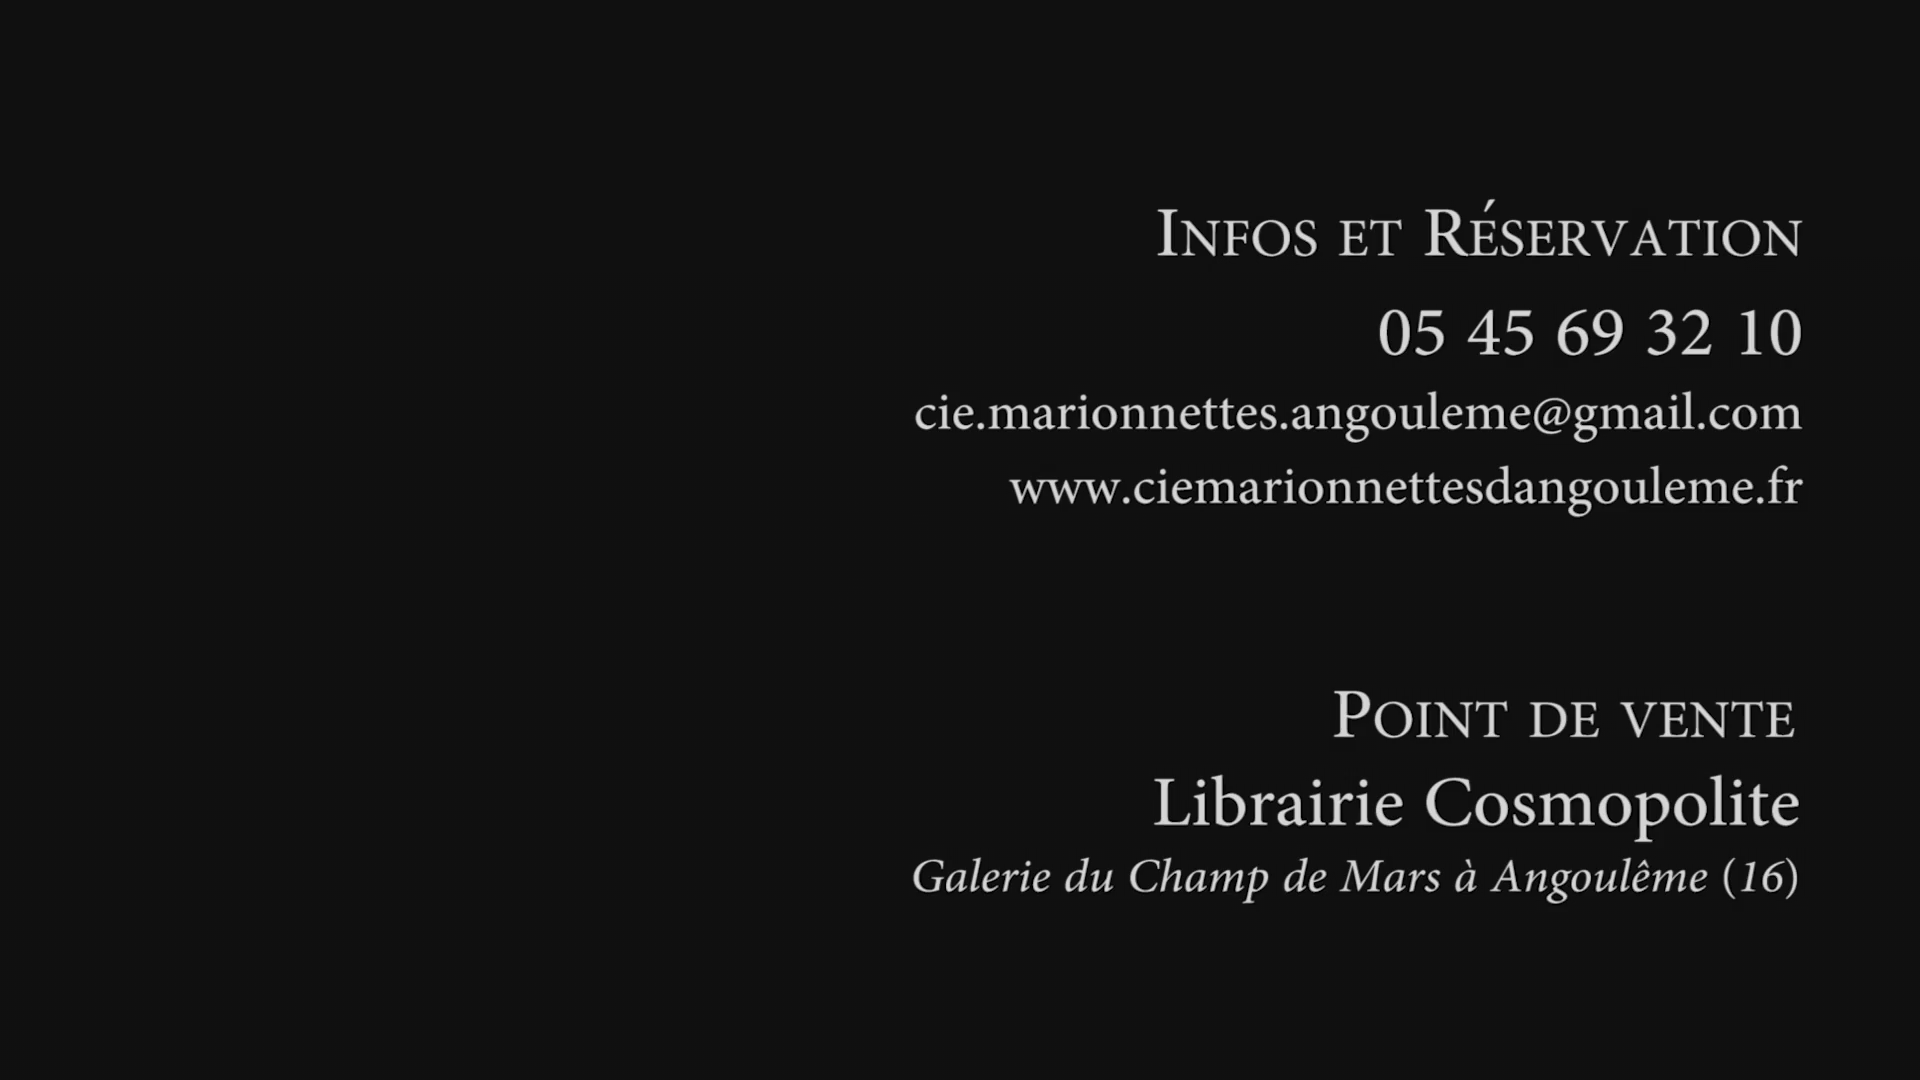 Infos et Réservation
05 45 69 32 10
cie.marionnettes.angouleme@gmail.com
www.ciemarionnettesdangouleme.fr
Point de vente
Librairie Cosmopolite
Galerie du Champ de Mars à Angoulême (16)